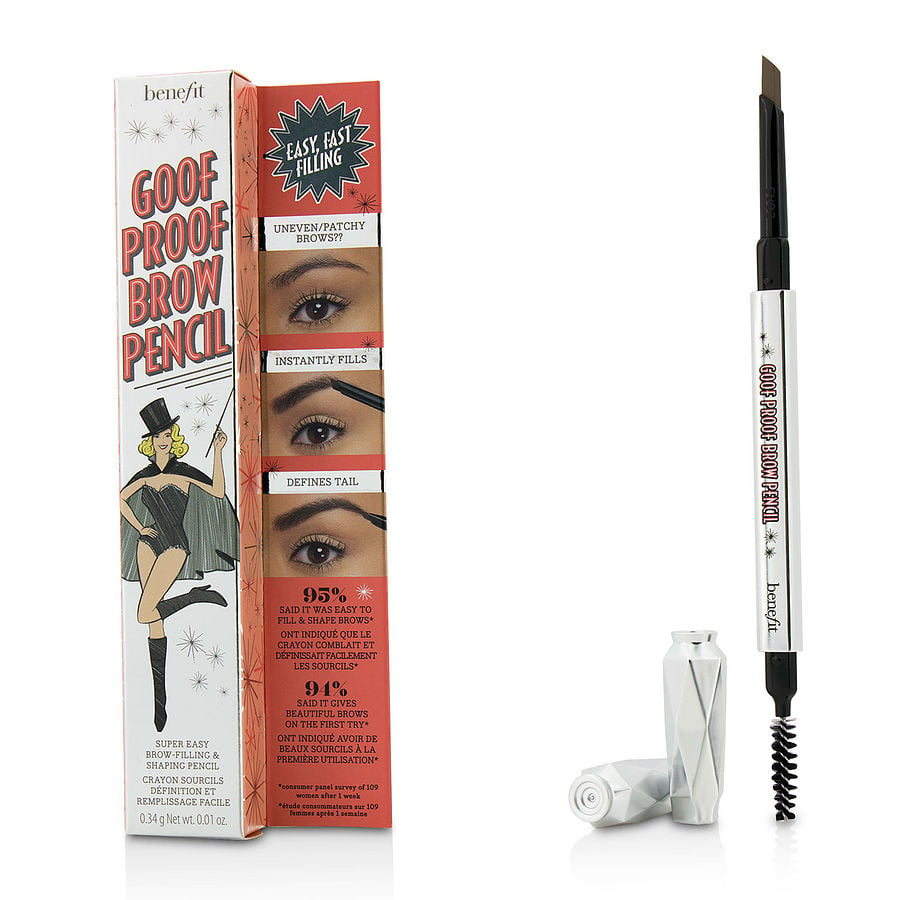 benefit
GOOF
PROOF
BROW
PENCIL
SUPER EASY
BROW-FILLING &
SHAPING PENCIL
CRAYON SOURCILS
DÉFINITION ET
REMPLISSAGE FACILE
0.34 g Net wt. 0.01 oz.
EASY, FAST
FILLING
UNEVEN/PATCHY
BROWS??
INSTANTLY FILLS
DEFINES TAIL
95%
SAID IT WAS EASY TO
FILL & SHAPE BROWS*
ONT INDIQUÉ QUE LE
CRAYON COMBLAIT ET
DÉFINISSAIT FACILEMENT
LES SOURCILS*
94%
SAID IT GIVES
BEAUTIFUL BROWS
ON THE FIRST TRY*
ONT INDIQUÉ AVOIR DE
BEAUX SOURCILS À LA
PREMIÈRE UTILISATION*
*consumer panel survey of 109
women after 1 week
*étude consommateurs sur 109
femmes après 1 semaine
GOOF PROOF BROW PENCIL
benefit